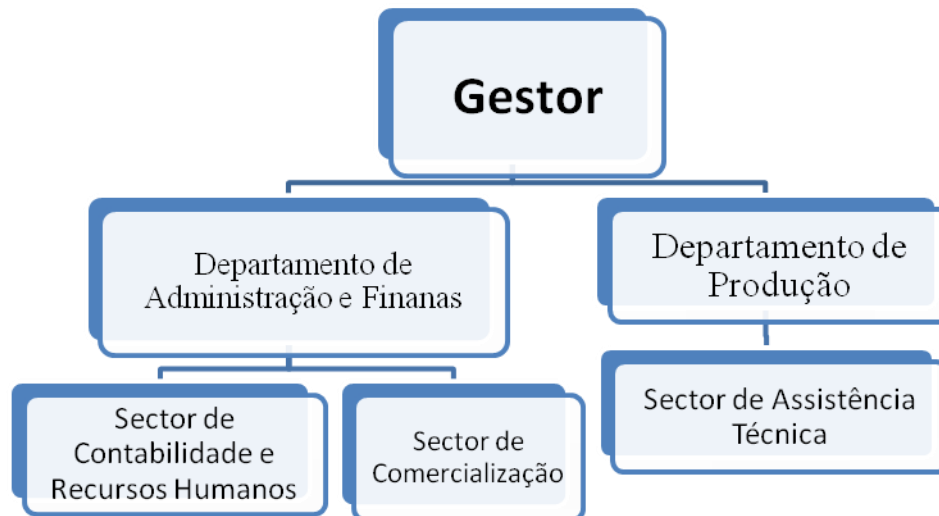 Gestor
Departamento de
Administração e Finanas
Departamento de
Produção
Sector de
Contabilidade e
Recursos Humanos
Sector de
Comercialização
Sector de Assistência
Técnica